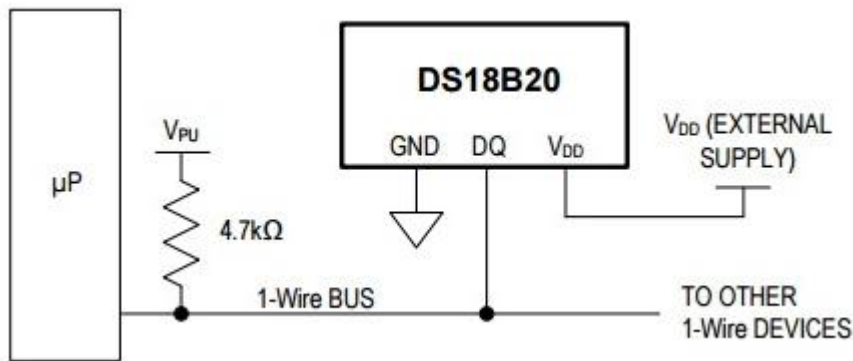 DS18B20
GND DQ V_DD
V_DD (EXTERNAL
SUPPLY)
V_PU
μP
4.7kΩ
1-Wire BUS
TO OTHER
1-Wire DEVICES